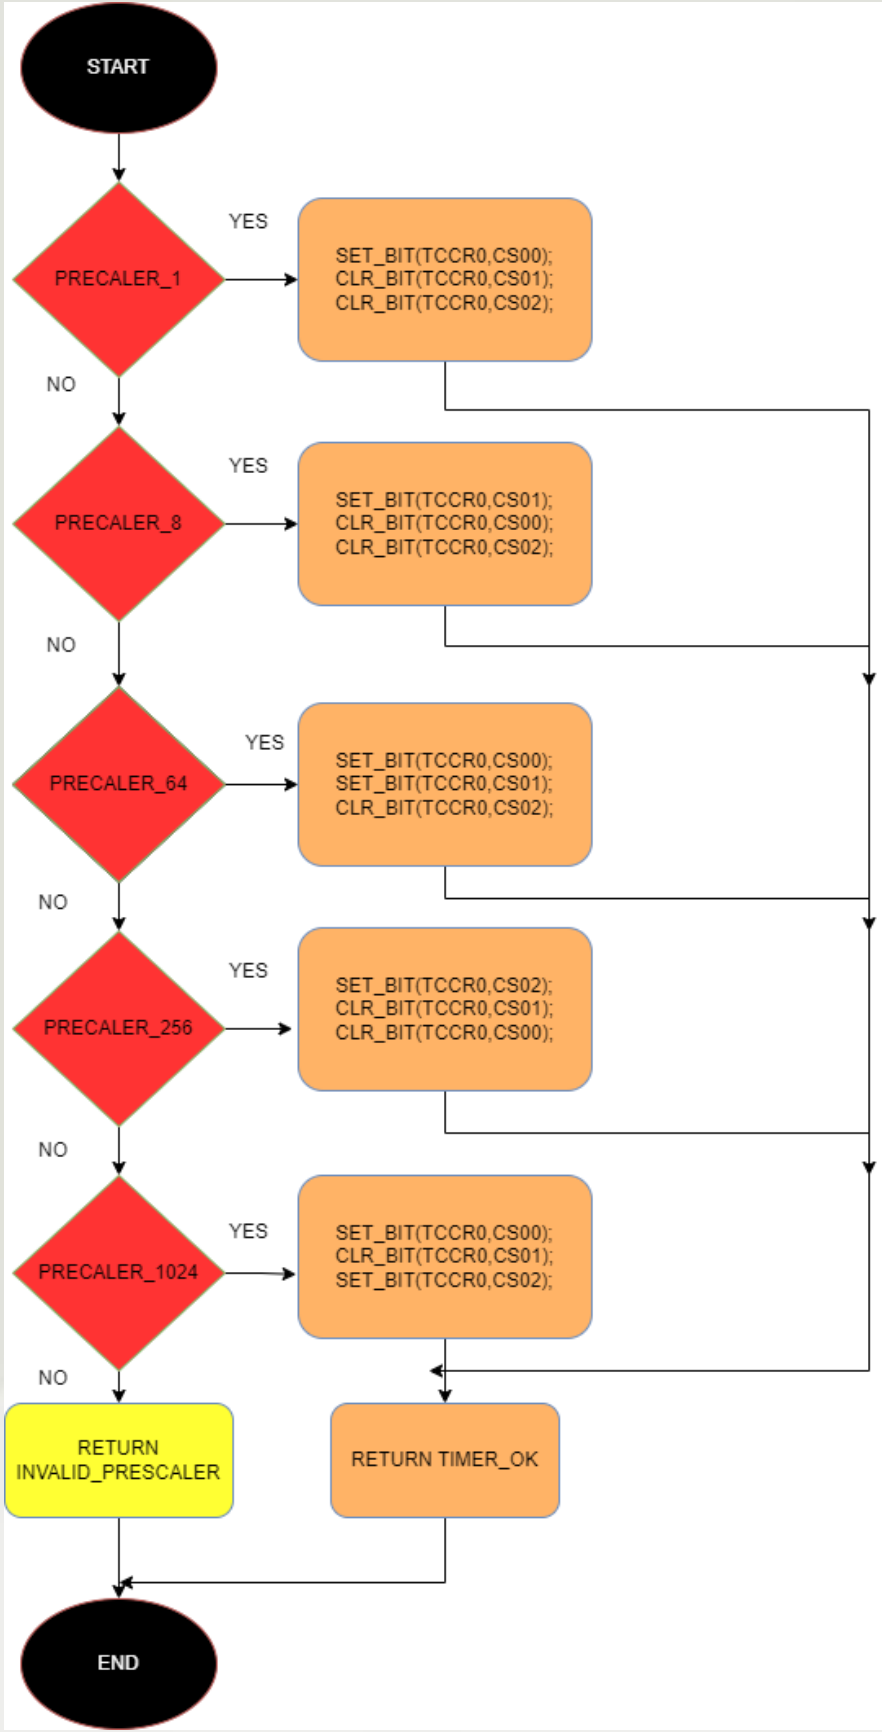 START
PRECALER_1
YES
SET_BIT(TCCR0,CS00);
CLR_BIT(TCCR0,CS01);
CLR_BIT(TCCR0,CS02);
NO
PRECALER_8
YES
SET_BIT(TCCR0,CS01);
CLR_BIT(TCCR0,CS00);
CLR_BIT(TCCR0,CS02);
NO
PRECALER_64
YES
SET_BIT(TCCR0,CS00);
SET_BIT(TCCR0,CS01);
CLR_BIT(TCCR0,CS02);
NO
PRECALER_256
YES
SET_BIT(TCCR0,CS02);
CLR_BIT(TCCR0,CS01);
CLR_BIT(TCCR0,CS00);
NO
PRECALER_1024
YES
SET_BIT(TCCR0,CS00);
CLR_BIT(TCCR0,CS01);
SET_BIT(TCCR0,CS02);
NO
RETURN
INVALID_PRESCALER
RETURN TIMER_OK
END